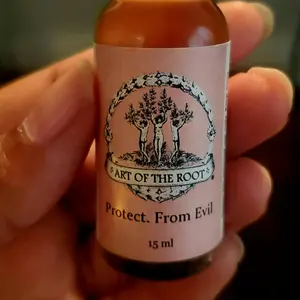 ART OF THE ROOT
Protect. From Evil
15 ml